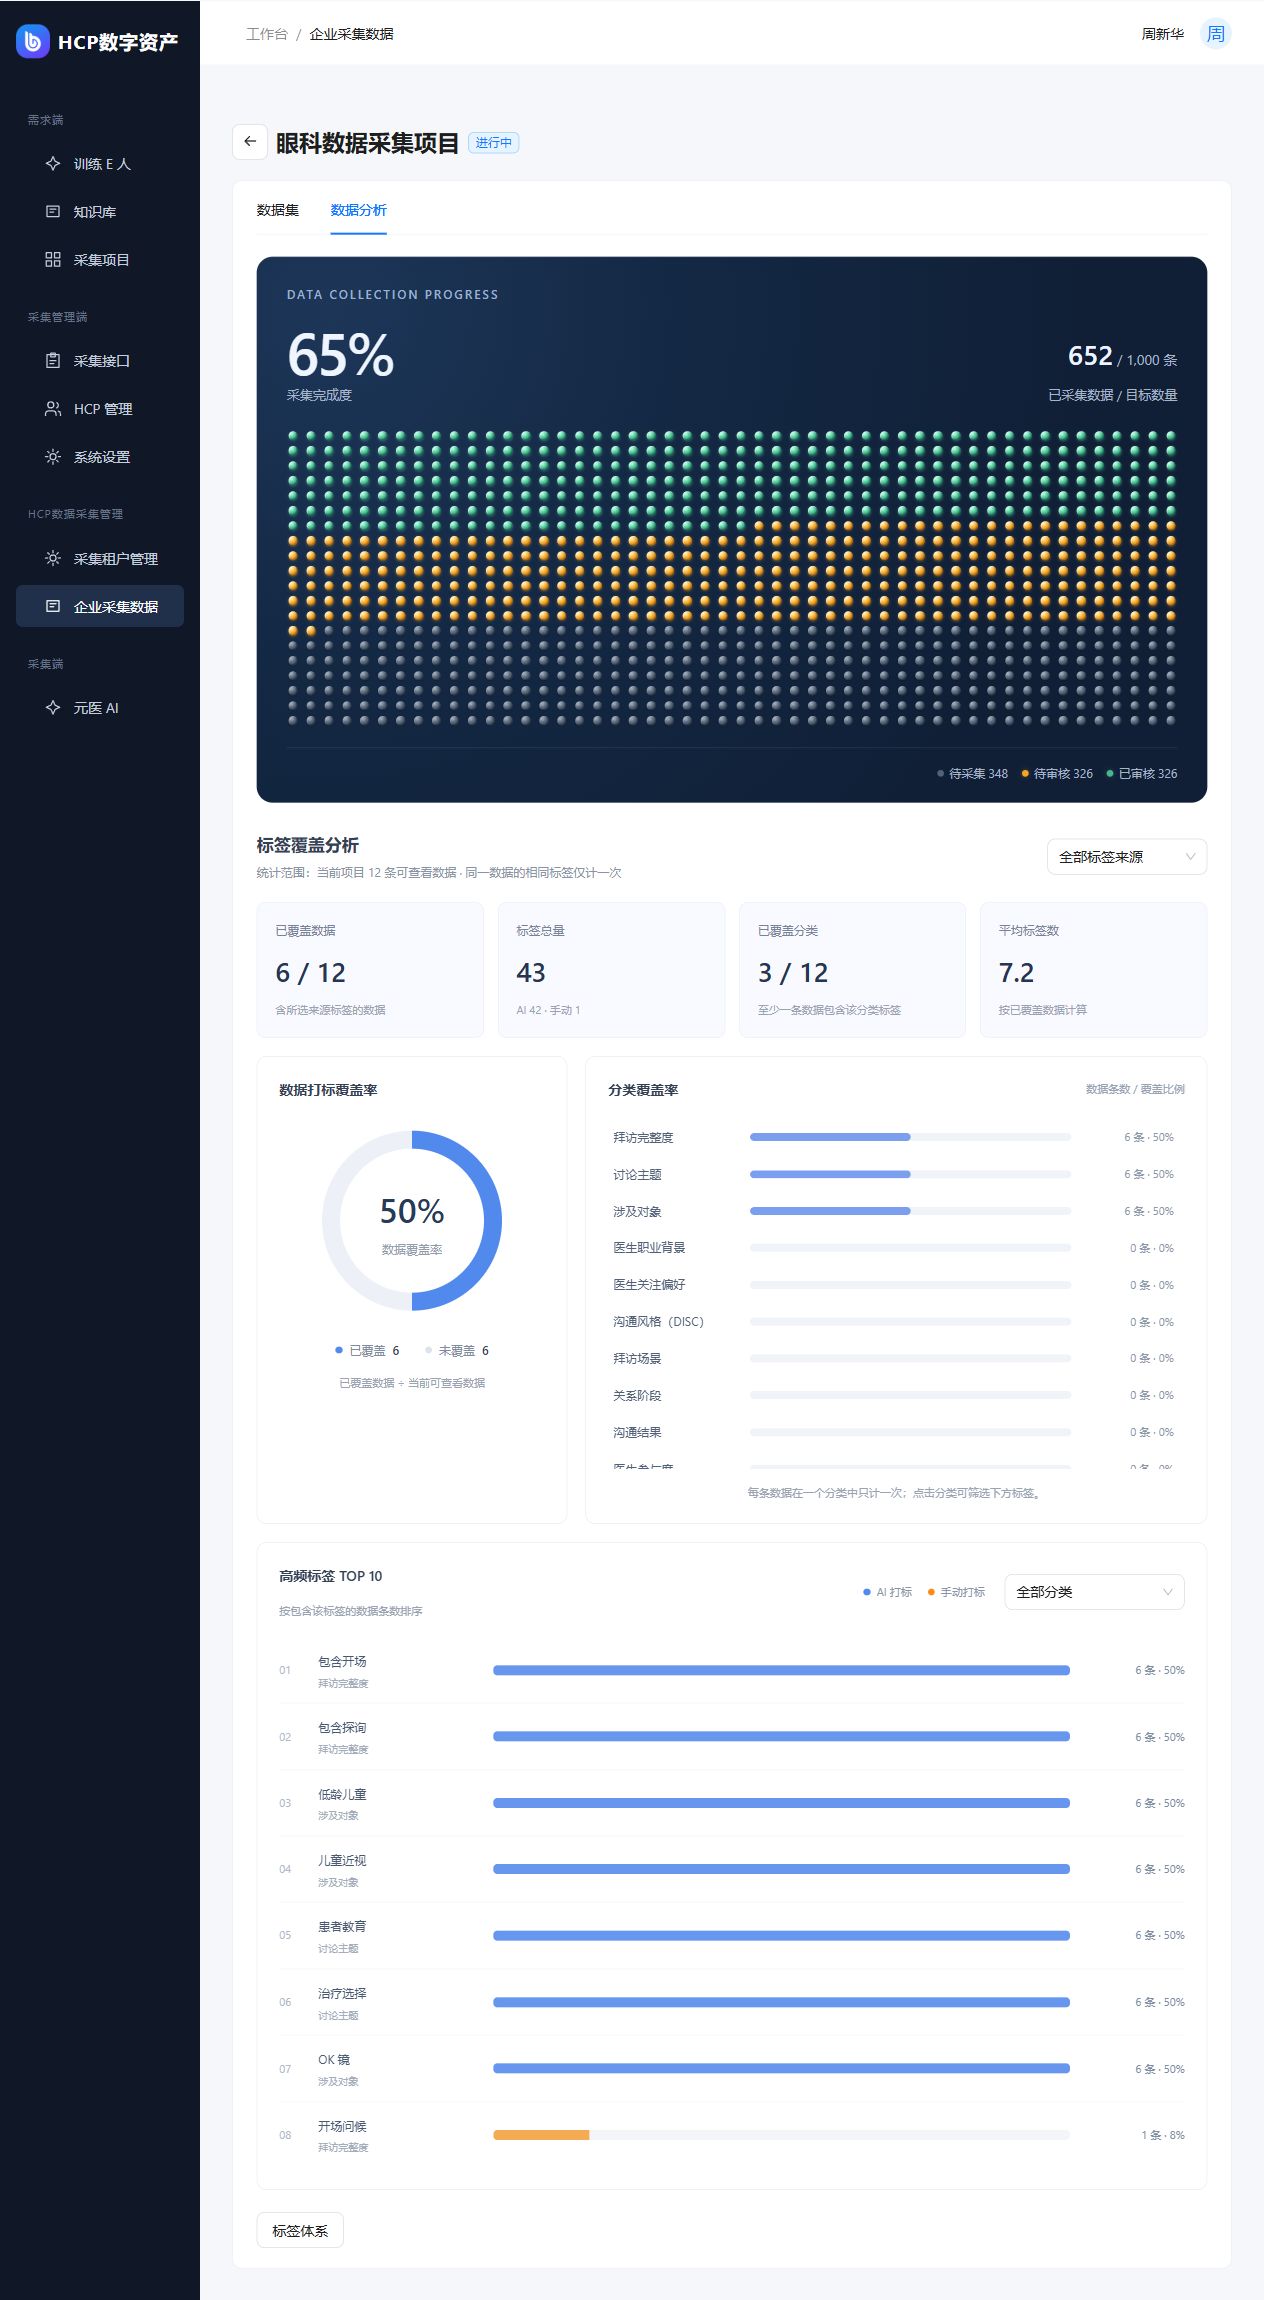 HCP数字资产
需求端
训练 E 人
知识库
采集项目
采集管理端
采集接口
HCP 管理
系统设置
HCP数据采集管理
采集租户管理
企业采集数据
采集端
元医 AI
工作台 / 企业采集数据
周新华 周
眼科数据采集项目 进行中
数据集 数据分析
DATA COLLECTION PROGRESS
65%
652 / 1,000 条
采集完成度
已采集数据 / 目标数量
待采集 348 待审核 326 已审核 326
标签覆盖分析
统计范围：当前项目 12 条可查看数据 · 同一数据的相同标签仅计一次
全部标签来源
已覆盖数据
6 / 12
含所选来源标签的数据
标签总量
43
AI 42 · 手动 1
已覆盖分类
3 / 12
至少一条数据包含该分类标签
平均标签数
7.2
按已覆盖数据计算
数据打标覆盖率
50%
数据覆盖率
已覆盖 6 未覆盖 6
已覆盖数据 ÷ 当前可查看数据
分类覆盖率 数据条数 / 覆盖比例
拜访完整度 6 条 · 50%
讨论主题 6 条 · 50%
涉及对象 6 条 · 50%
医生职业背景 0 条 · 0%
医生关注偏好 0 条 · 0%
沟通风格（DISC） 0 条 · 0%
拜访场景 0 条 · 0%
关系阶段 0 条 · 0%
沟通结果 0 条 · 0%
医生参与度 0 条 · 0%
每条数据在一个分类中只计一次；点击分类可筛选下方标签。
高频标签 TOP 10
按包含该标签的数据条数排序
AI 打标 手动打标 全部分类
01 包含开场 6 条 · 50%
拜访完整度
02 包含探询 6 条 · 50%
拜访完整度
03 低龄儿童 6 条 · 50%
涉及对象
04 儿童近视 6 条 · 50%
涉及对象
05 患者教育 6 条 · 50%
讨论主题
06 治疗选择 6 条 · 50%
讨论主题
07 OK 镜 6 条 · 50%
涉及对象
08 开场问候 1 条 · 8%
拜访完整度
标签体系